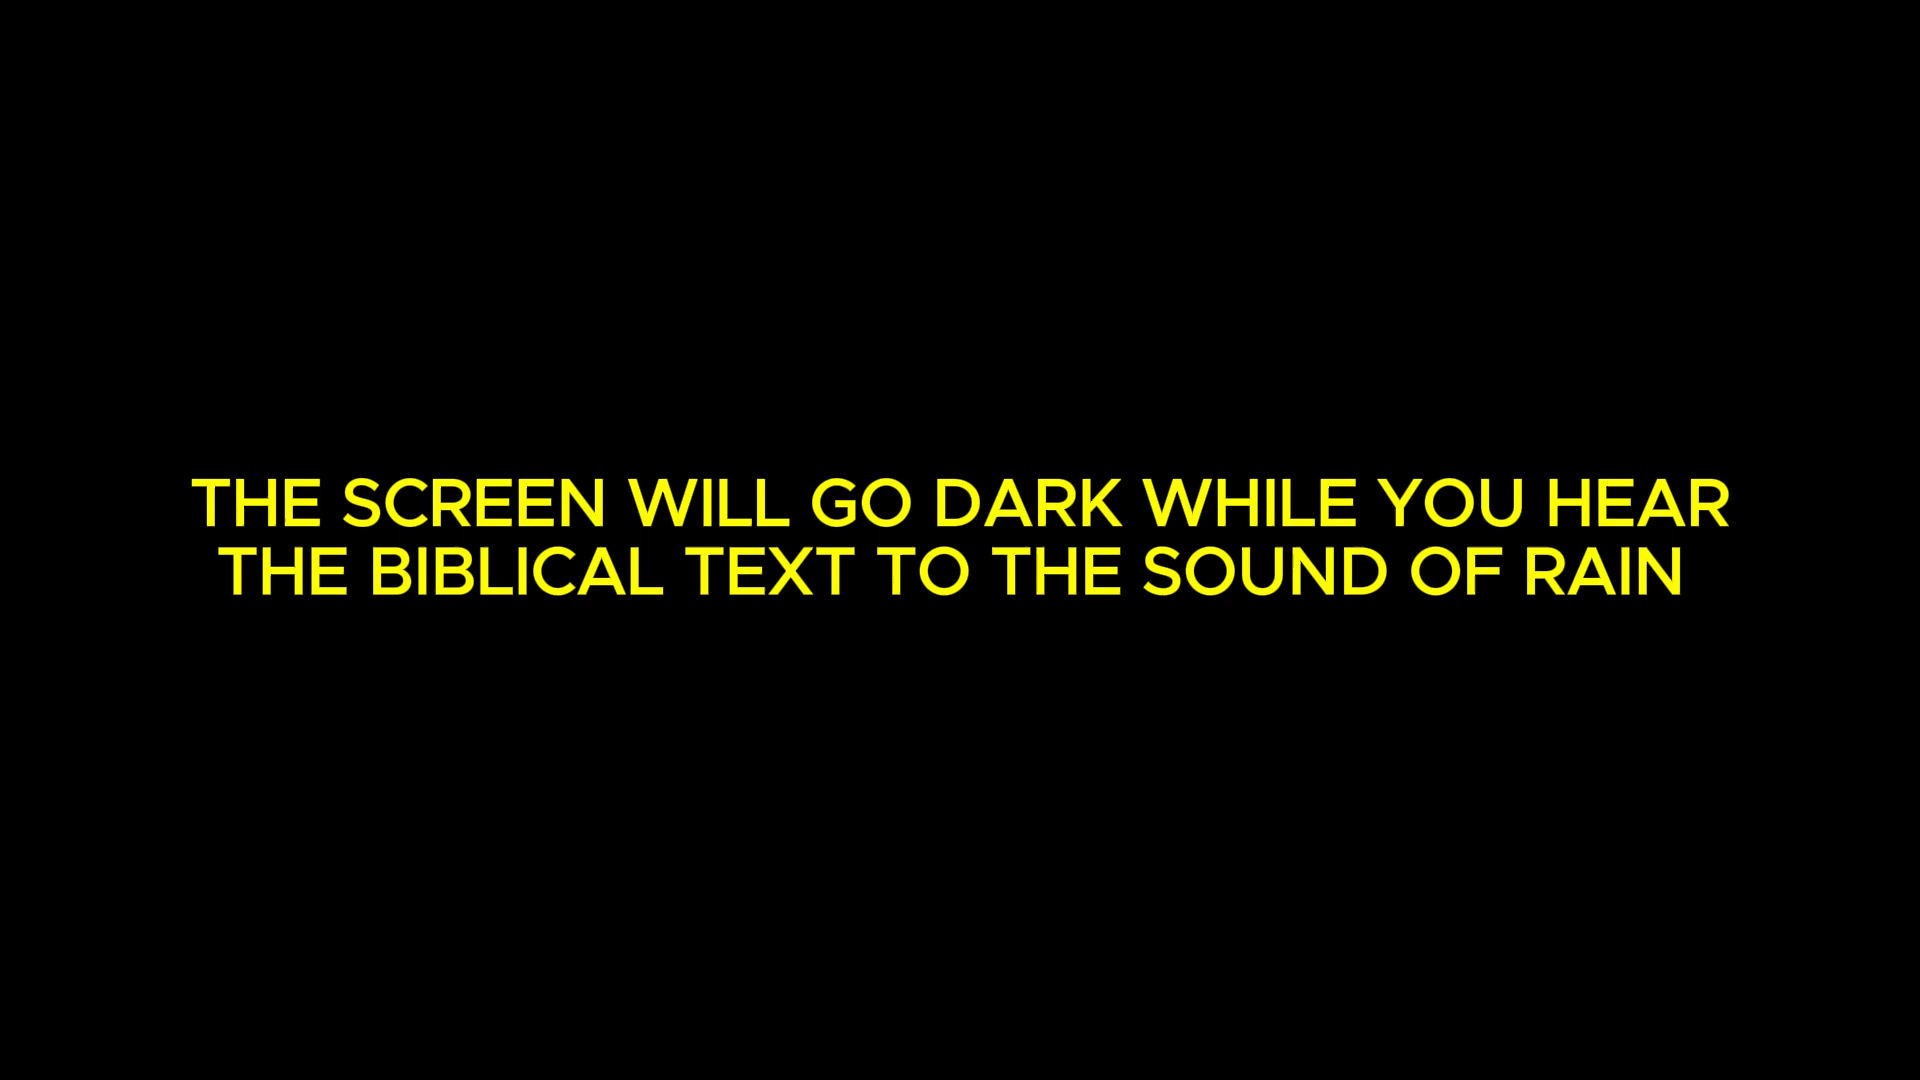 THE SCREEN WILL GO DARK WHILE YOU HEAR
THE BIBLICAL TEXT TO THE SOUND OF RAIN